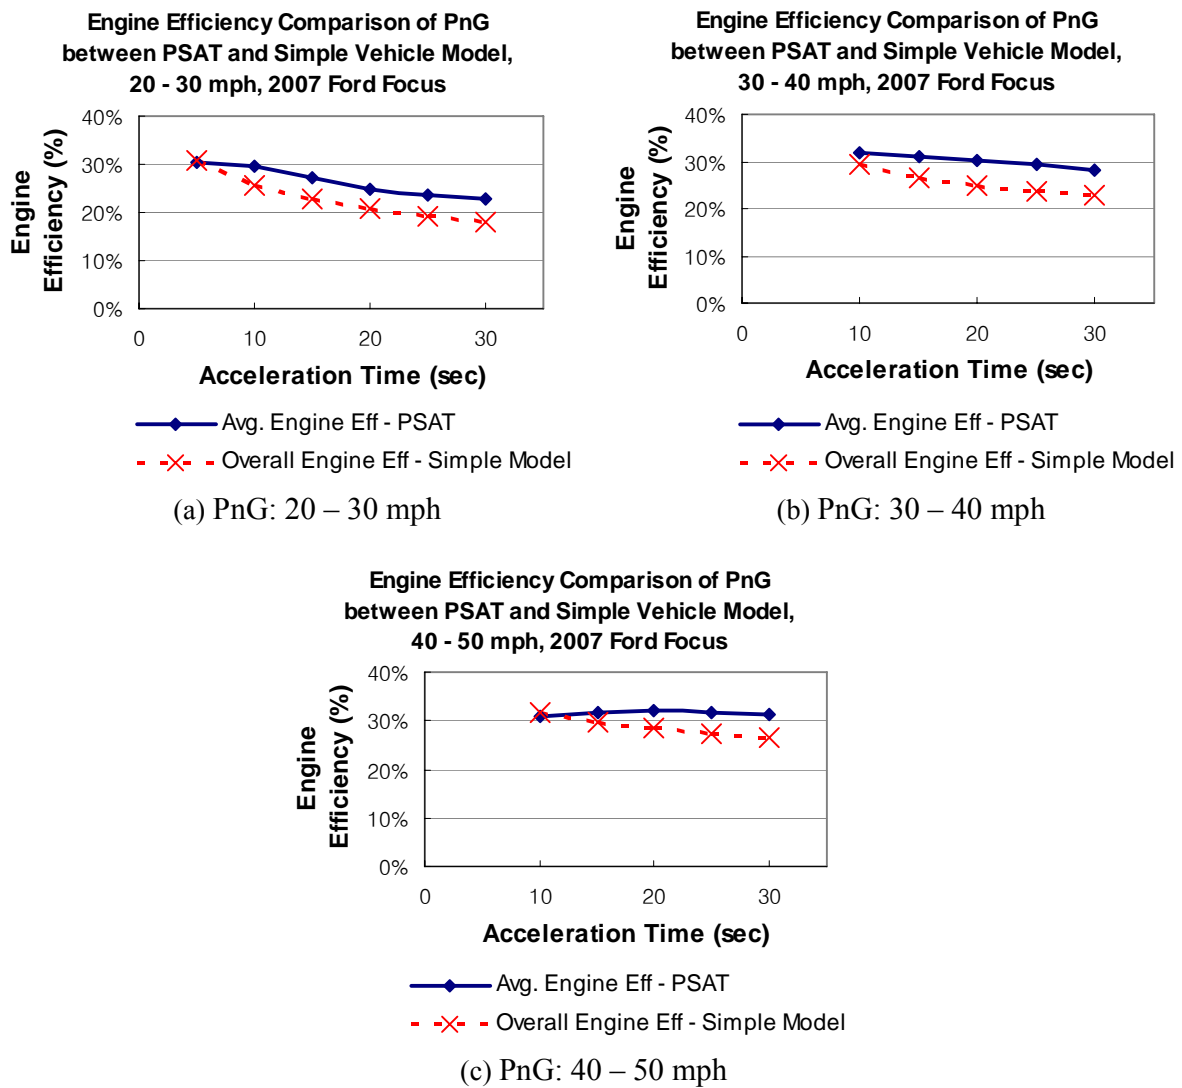 Engine Efficiency Comparison of PnG
between PSAT and Simple Vehicle Model,
20 - 30 mph, 2007 Ford Focus
40%
30%
20%
10%
0%
Engine
Efficiency (%)
0 10 20 30
Acceleration Time (sec)
Avg. Engine Eff - PSAT
Overall Engine Eff - Simple Model
(a) PnG: 20 – 30 mph
Engine Efficiency Comparison of PnG
between PSAT and Simple Vehicle Model,
30 - 40 mph, 2007 Ford Focus
40%
30%
20%
10%
0%
Engine
Efficiency (%)
0 10 20 30
Acceleration Time (sec)
Avg. Engine Eff - PSAT
Overall Engine Eff - Simple Model
(b) PnG: 30 – 40 mph
Engine Efficiency Comparison of PnG
between PSAT and Simple Vehicle Model,
40 - 50 mph, 2007 Ford Focus
40%
30%
20%
10%
0%
Engine
Efficiency (%)
0 10 20 30
Acceleration Time (sec)
Avg. Engine Eff - PSAT
Overall Engine Eff - Simple Model
(c) PnG: 40 – 50 mph